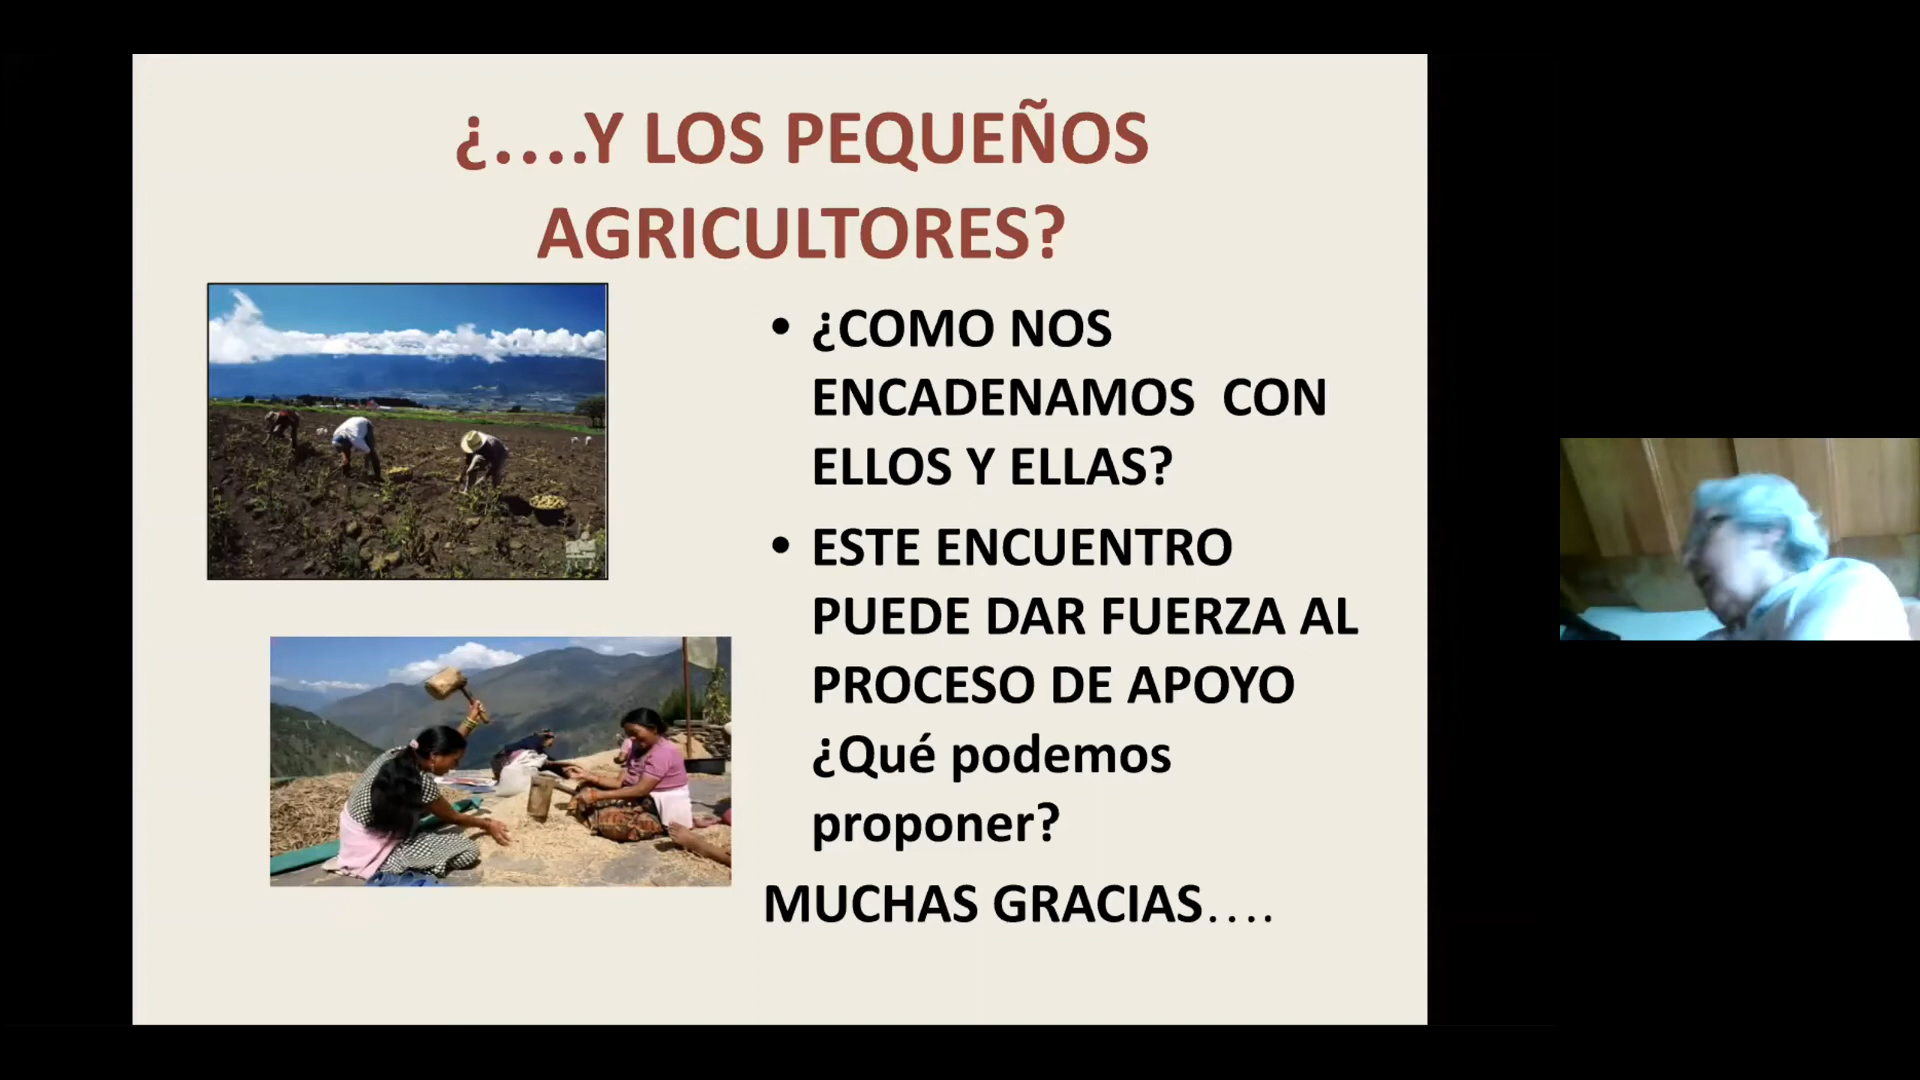 ¿....Y LOS PEQUEÑOS
AGRICULTORES?
• ¿COMO NOS
ENCADENAMOS CON
ELLOS Y ELLAS?
• ESTE ENCUENTRO
PUEDE DAR FUERZA AL
PROCESO DE APOYO
¿Qué podemos
proponer?
MUCHAS GRACIAS....